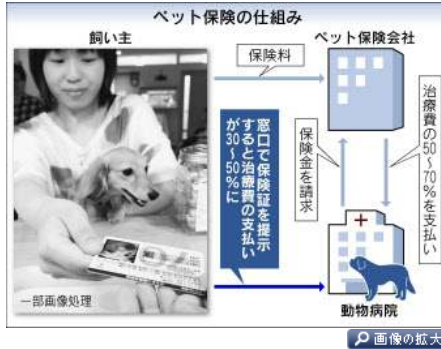 ペット保険の仕組み
飼い主
ペット保険会社
保険料
窓口で保険証を提示
すると治療費の支払い
が30～50%に
保険金を請求
治療費の50～
70%を支払い
一部画像処理
動物病院
画像の拡大